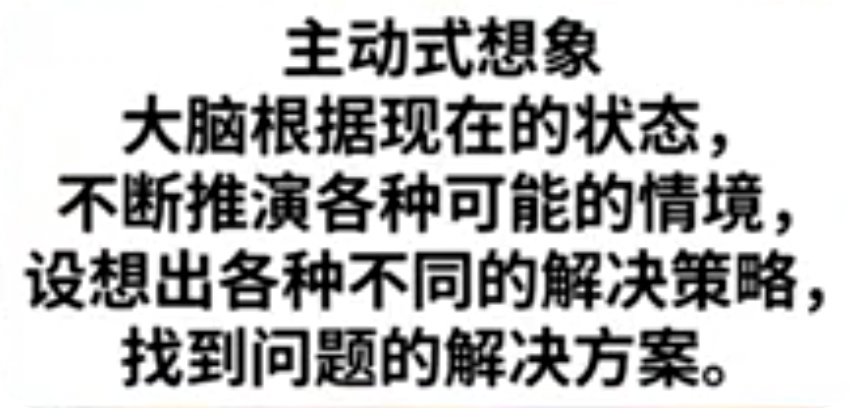 主动式想象
大脑根据现在的状态，
不断推演各种可能的情境，
设想出各种不同的解决策略，
找到问题的解决方案。